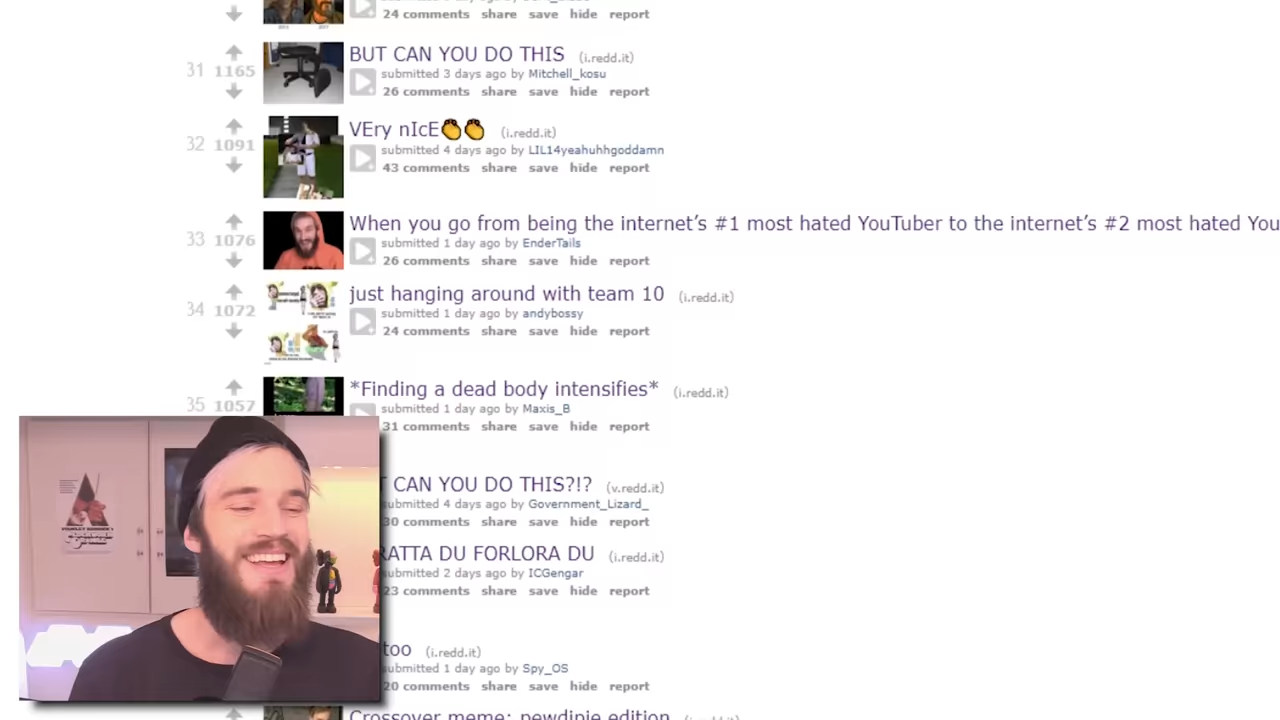 24 comments share save hide report
31 1165 BUT CAN YOU DO THIS (i.redd.it)
submitted 3 days ago by Mitchell_kosu
26 comments share save hide report
32 1091 VEry nIcE👏👏 (i.redd.it)
submitted 4 days ago by LIL14yeahuhhgoddamn
43 comments share save hide report
33 1076 When you go from being the internet's #1 most hated YouTuber to the internet's #2 most hated You
submitted 1 day ago by EnderTails
26 comments share save hide report
34 1072 just hanging around with team 10 (i.redd.it)
submitted 1 day ago by andybossy
24 comments share save hide report
35 1057 *Finding a dead body intensifies* (i.redd.it)
submitted 1 day ago by Maxis_B
31 comments share save hide report
T CAN YOU DO THIS?!? (v.redd.it)
submitted 4 days ago by Government_Lizard_
30 comments share save hide report
RATTA DU FORLORA DU (i.redd.it)
submitted 2 days ago by ICGengar
23 comments share save hide report
too (i.redd.it)
submitted 1 day ago by Spy_OS
20 comments share save hide report
Crossover meme: pewdipie edition (i.redd.it)